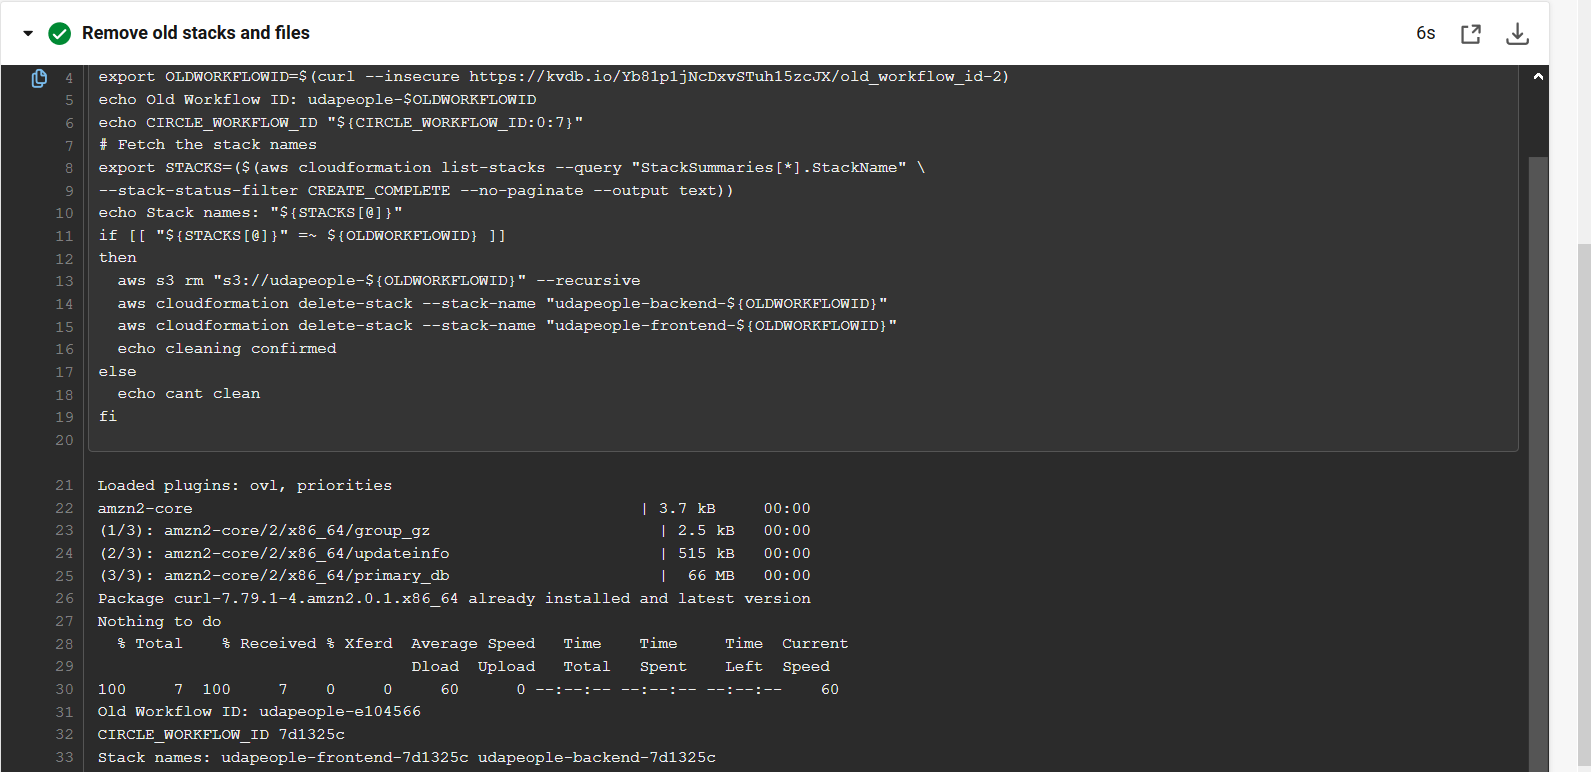 Remove old stacks and files 6s
4 export OLDWORKFLOWID=$(curl --insecure https://kvdb.io/Yb81p1jNcDxvSTuh15zcJX/old_workflow_id-2)
5 echo Old Workflow ID: udapeople-$OLDWORKFLOWID
6 echo CIRCLE_WORKFLOW_ID "${CIRCLE_WORKFLOW_ID:0:7}"
7 # Fetch the stack names
8 export STACKS=($(aws cloudformation list-stacks --query "StackSummaries[*].StackName" \
9 --stack-status-filter CREATE_COMPLETE --no-paginate --output text))
10 echo Stack names: "${STACKS[@]}"
11 if [[ "${STACKS[@]}" =~ ${OLDWORKFLOWID} ]]
12 then
13   aws s3 rm "s3://udapeople-${OLDWORKFLOWID}" --recursive
14   aws cloudformation delete-stack --stack-name "udapeople-backend-${OLDWORKFLOWID}"
15   aws cloudformation delete-stack --stack-name "udapeople-frontend-${OLDWORKFLOWID}"
16   echo cleaning confirmed
17 else
18   echo cant clean
19 fi
20
21 Loaded plugins: ovl, priorities
22 amzn2-core | 3.7 kB 00:00
23 (1/3): amzn2-core/2/x86_64/group_gz | 2.5 kB 00:00
24 (2/3): amzn2-core/2/x86_64/updateinfo | 515 kB 00:00
25 (3/3): amzn2-core/2/x86_64/primary_db | 66 MB 00:00
26 Package curl-7.79.1-4.amzn2.0.1.x86_64 already installed and latest version
27 Nothing to do
28 % Total % Received % Xferd Average Speed Time Time Time Current
29 Dload Upload Total Spent Left Speed
30 100 7 100 7 0 0 60 0 --:--:-- --:--:-- --:--:-- 60
31 Old Workflow ID: udapeople-e104566
32 CIRCLE_WORKFLOW_ID 7d1325c
33 Stack names: udapeople-frontend-7d1325c udapeople-backend-7d1325c